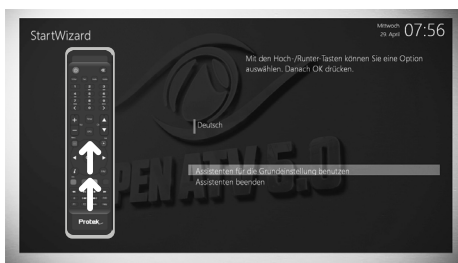 StartWizard
Mittwoch
29. April
07:56
Mit den Hoch-/Runter-Tasten können Sie eine Option
auswählen. Danach OK drücken.
Deutsch
OPEN ATV 5.0
Assistenten für die Grundeinstellung benutzen
Assistenten beenden
Protek